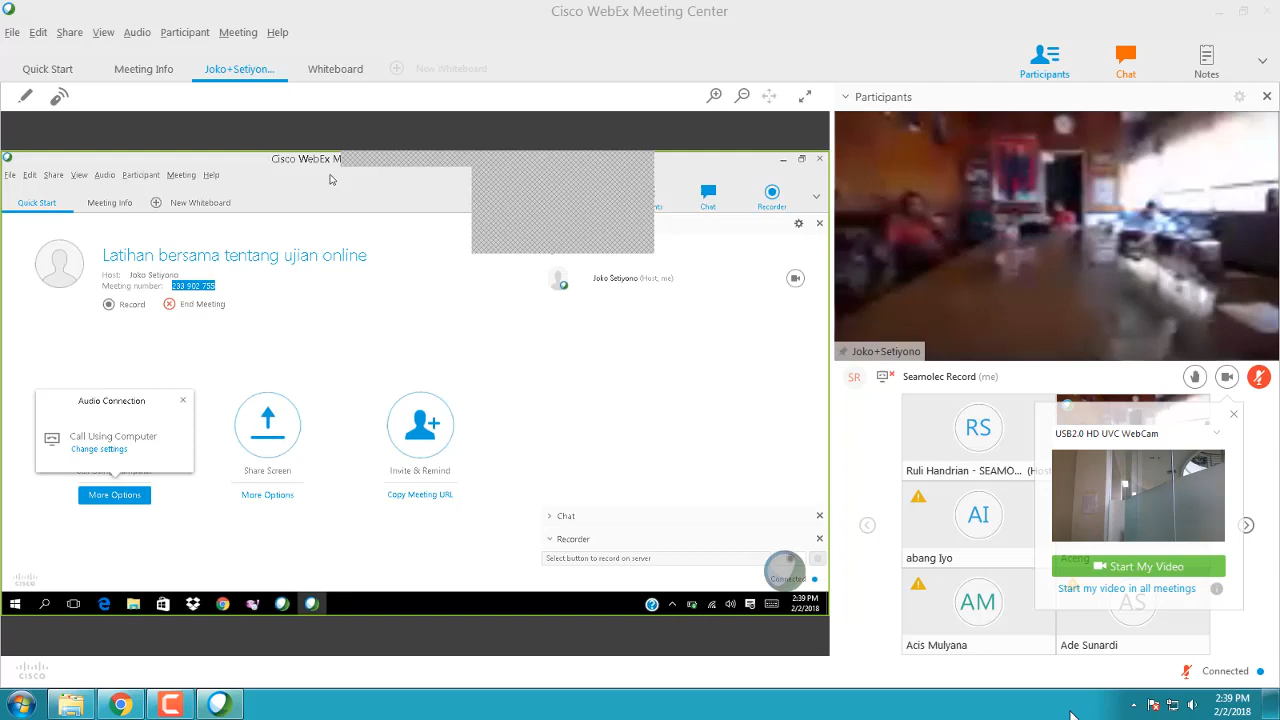 Cisco WebEx Meeting Center
File Edit Share View Audio Participant Meeting Help
Quick Start Meeting Info Joko+Setiyon... Whiteboard New Whiteboard
Participants Chat Notes
Participants
Cisco WebEx M
File Edit Share View Audio Participant Meeting Help
Quick Start Meeting Info New Whiteboard
Chat Recorder
Latihan bersama tentang ujian online
Host: Joko Setiyono
Meeting number: 233 902 755
Record End Meeting
Joko Setiyono (Host, me)
Audio Connection
Call Using Computer
Change settings
More Options
Share Screen
More Options
Invite & Remind
Copy Meeting URL
Chat
Recorder
Select button to record on server
Connected
cisco
2:39 PM
2/2/2018
Joko+Setiyono
SR Seamolec Record (me)
RS
Ruli Handrian - SEAMO... (Ho
AI
abang Iyo
Aceng
AM
Acis Mulyana
AS
Ade Sunardi
USB2.0 HD UVC WebCam
Start My Video
Start my video in all meetings
cisco
Connected
2:39 PM
2/2/2018